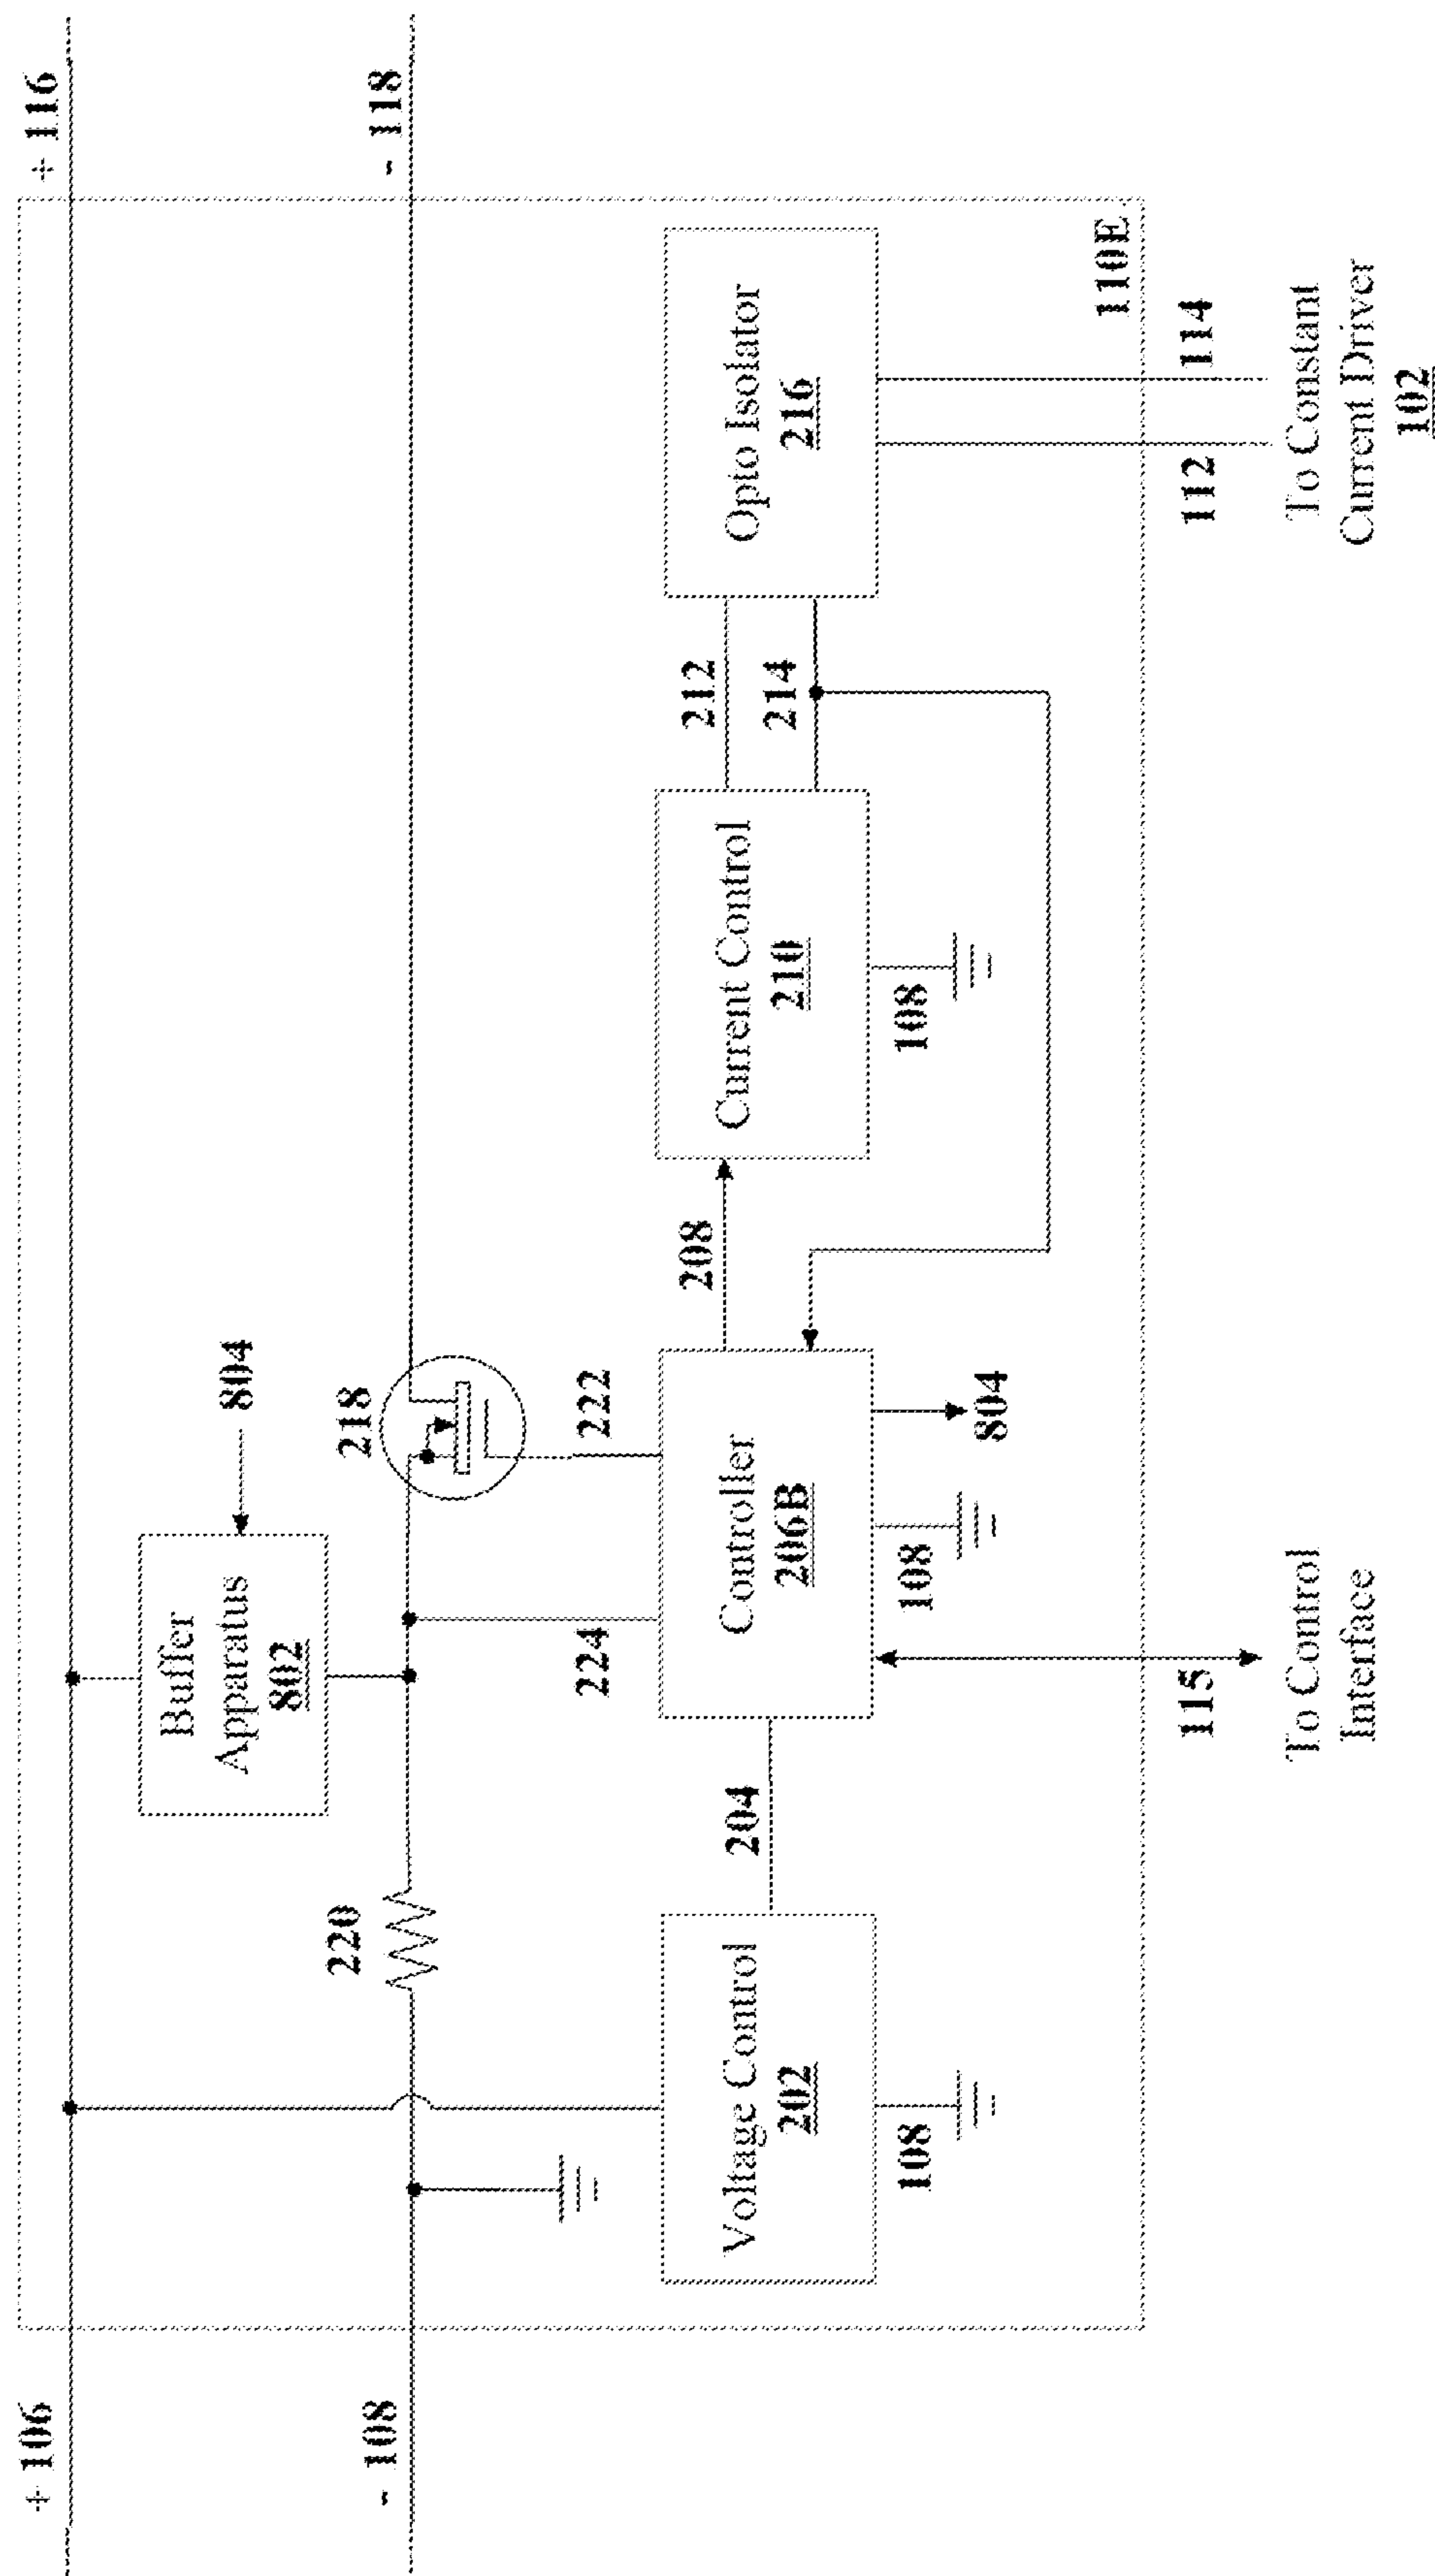 + 106
+ 116
804
Buffer
Apparatus
802
- 108
220
218
- 118
224
222
Voltage Control
202
204
Controller
206B
208
Current Control
210
212
214
Opto Isolator
216
108
108
804
108
110E
115
112
114
To Control
Interface
To Constant
Current Driver
102